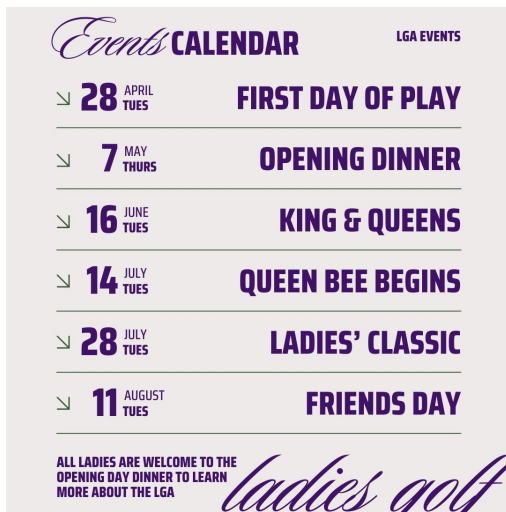 Events CALENDAR
LGA EVENTS
28 APRIL TUES FIRST DAY OF PLAY
7 MAY THURS OPENING DINNER
16 JUNE TUES KING & QUEENS
14 JULY TUES QUEEN BEE BEGINS
28 JULY TUES LADIES’ CLASSIC
11 AUGUST TUES FRIENDS DAY
ALL LADIES ARE WELCOME TO THE
OPENING DAY DINNER TO LEARN
MORE ABOUT THE LGA
ladies golf